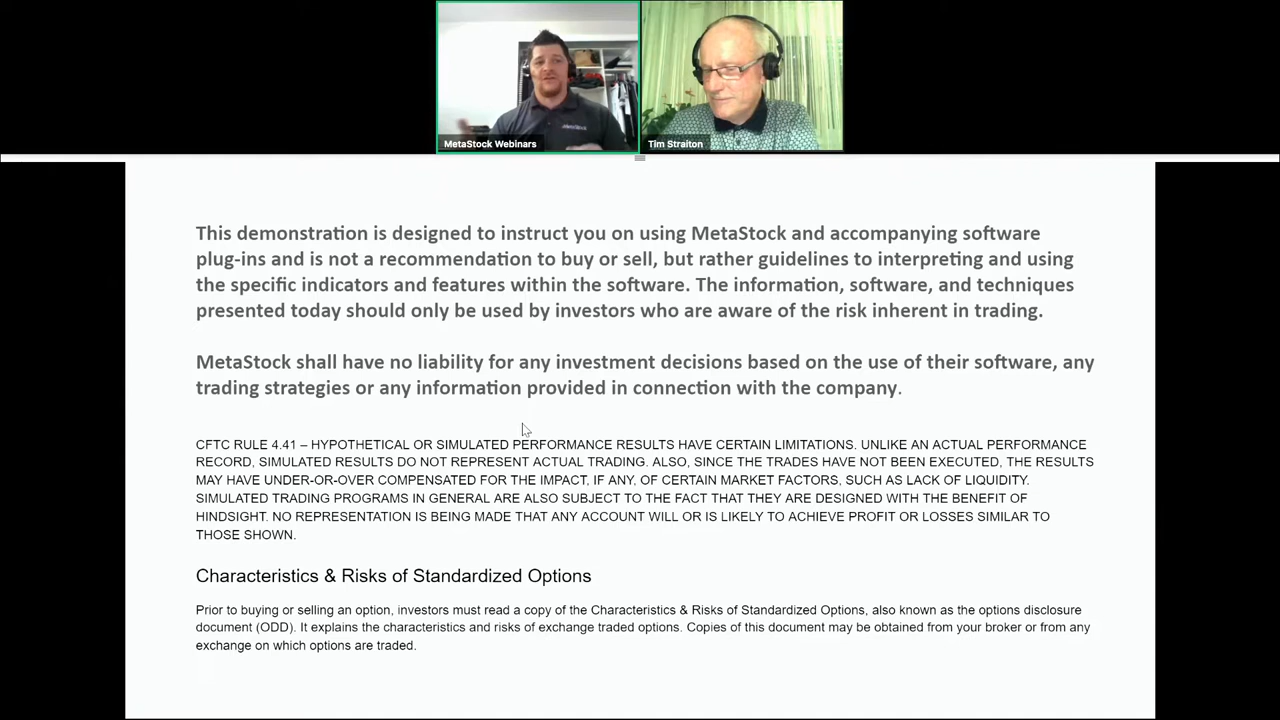 MetaStock Webinars
Tim Straiton
This demonstration is designed to instruct you on using MetaStock and accompanying software
plug-ins and is not a recommendation to buy or sell, but rather guidelines to interpreting and using
the specific indicators and features within the software. The information, software, and techniques
presented today should only be used by investors who are aware of the risk inherent in trading.
MetaStock shall have no liability for any investment decisions based on the use of their software, any
trading strategies or any information provided in connection with the company.
CFTC RULE 4.41 – HYPOTHETICAL OR SIMULATED PERFORMANCE RESULTS HAVE CERTAIN LIMITATIONS. UNLIKE AN ACTUAL PERFORMANCE
RECORD, SIMULATED RESULTS DO NOT REPRESENT ACTUAL TRADING. ALSO, SINCE THE TRADES HAVE NOT BEEN EXECUTED, THE RESULTS
MAY HAVE UNDER-OR-OVER COMPENSATED FOR THE IMPACT, IF ANY, OF CERTAIN MARKET FACTORS, SUCH AS LACK OF LIQUIDITY.
SIMULATED TRADING PROGRAMS IN GENERAL ARE ALSO SUBJECT TO THE FACT THAT THEY ARE DESIGNED WITH THE BENEFIT OF
HINDSIGHT. NO REPRESENTATION IS BEING MADE THAT ANY ACCOUNT WILL OR IS LIKELY TO ACHIEVE PROFIT OR LOSSES SIMILAR TO
THOSE SHOWN.
Characteristics & Risks of Standardized Options
Prior to buying or selling an option, investors must read a copy of the Characteristics & Risks of Standardized Options, also known as the options disclosure
document (ODD). It explains the characteristics and risks of exchange traded options. Copies of this document may be obtained from your broker or from any
exchange on which options are traded.